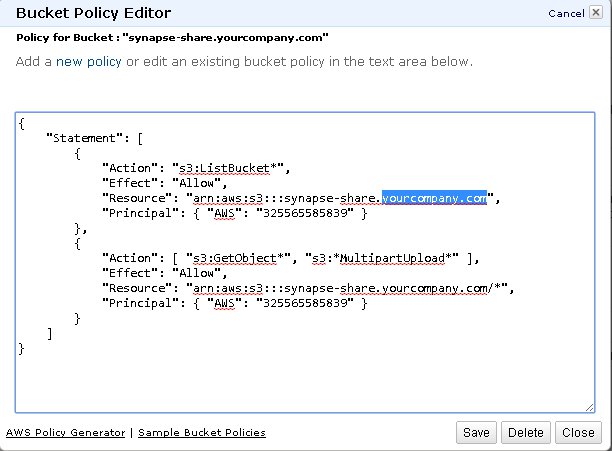 Bucket Policy Editor
Cancel
Policy for Bucket : "synapse-share.yourcompany.com"
Add a new policy or edit an existing bucket policy in the text area below.
{
"Statement": [
{
"Action": "s3:ListBucket*",
"Effect": "Allow",
"Resource": "arn:aws:s3:::synapse-share.yourcompany.com",
"Principal": { "AWS": "325565585839" }
},
{
"Action": [ "s3:GetObject*", "s3:*MultipartUpload*" ],
"Effect": "Allow",
"Resource": "arn:aws:s3:::synapse-share.yourcompany.com/*",
"Principal": { "AWS": "325565585839" }
}
]
}
AWS Policy Generator | Sample Bucket Policies
Save Delete Close